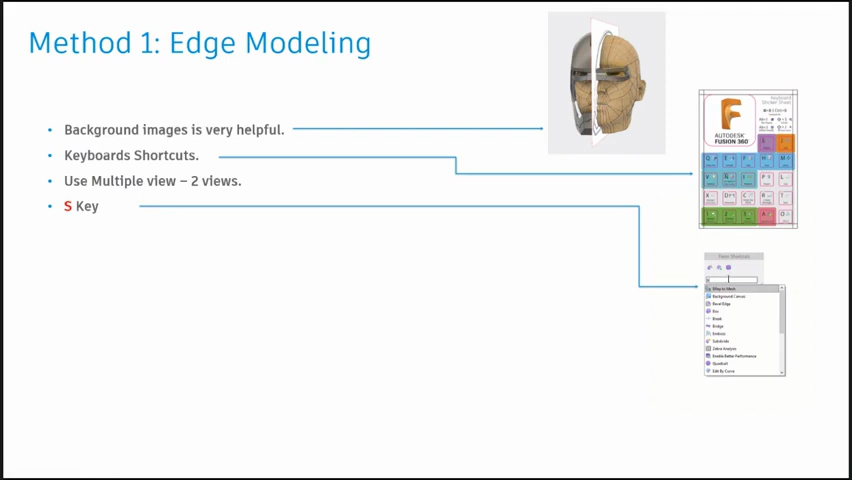 Method 1: Edge Modeling
• Background images is very helpful.
• Keyboards Shortcuts.
• Use Multiple view – 2 views.
• S Key
AUTODESK
FUSION 360
Background Canvas
Bevel Edge
Box
Break
Bridge
Subdivide
Zebra Analysis
Enable Better Performance
Quadball
Edit By Curve